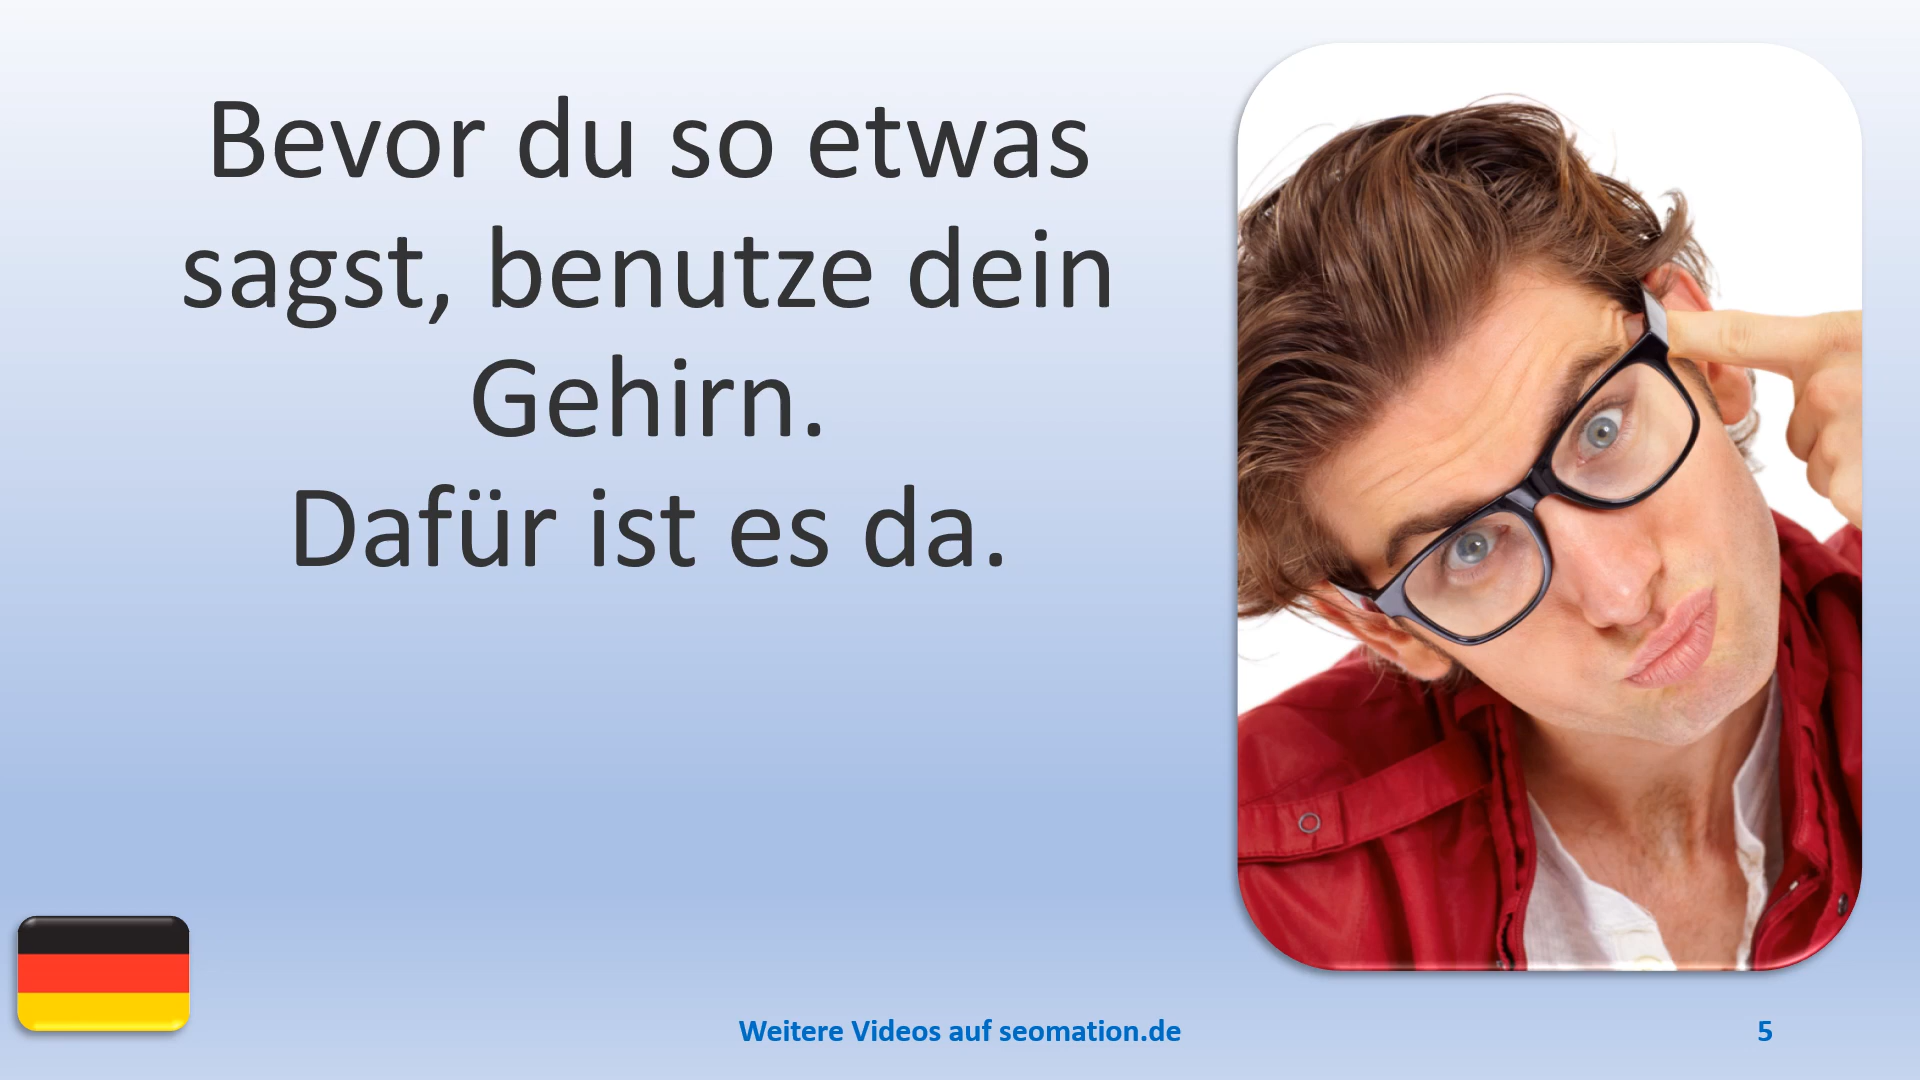 Bevor du so etwas
sagst, benutze dein
Gehirn.
Dafür ist es da.
Weitere Videos auf seomation.de
5